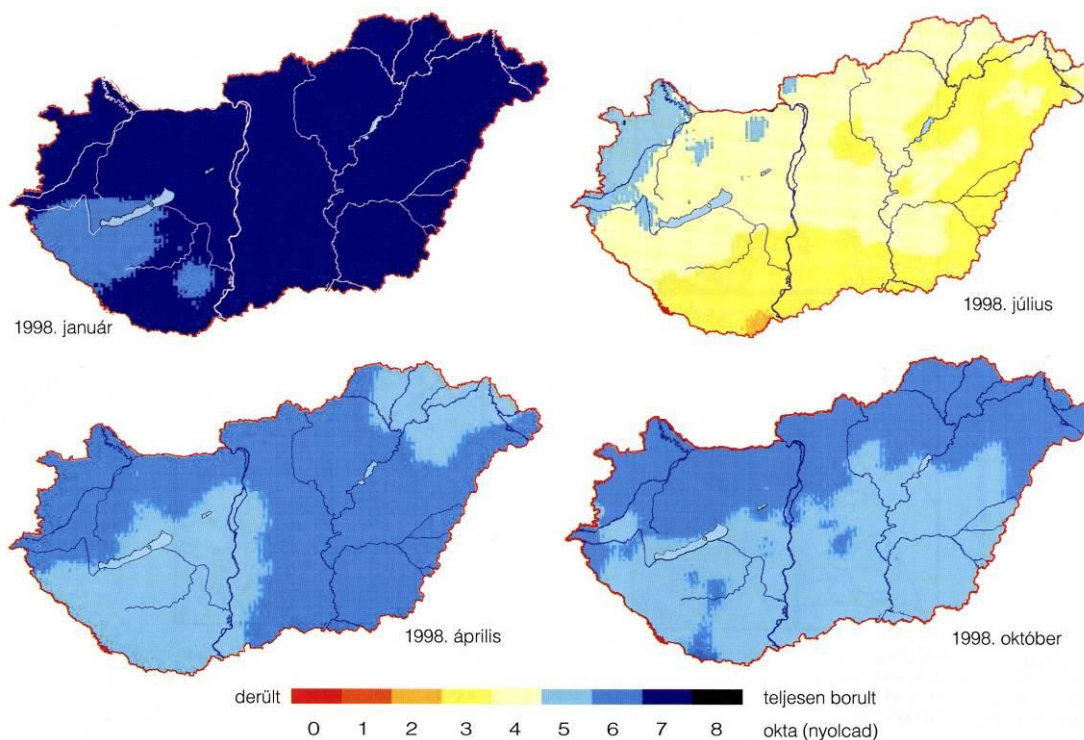 1998. január
1998. július
1998. április
1998. október
derült teljesen borult
0 1 2 3 4 5 6 7 8 okta (nyolcad)